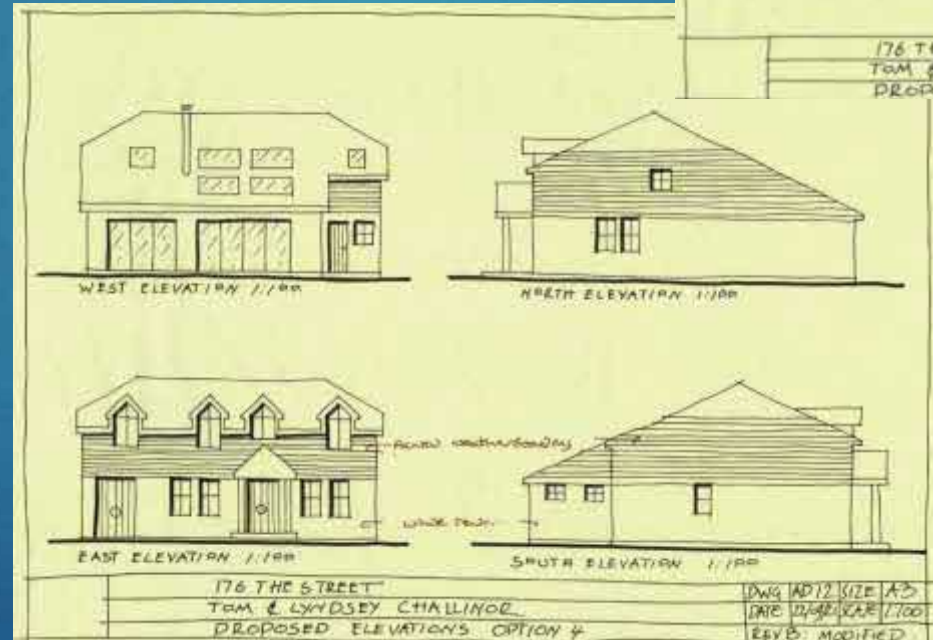 176 T
TOM &
PROP
WEST ELEVATION 1:100
NORTH ELEVATION 1:100
WEATHERBOARDING
EAST ELEVATION 1:100
SOUTH ELEVATION 1:100
176 THE STREET
TOM & LYNDSEY CHALLINOR
PROPOSED ELEVATIONS OPTION 4
DWG AD12 SIZE A3
DATE SCALE 1:100
REV B: MODIFIED